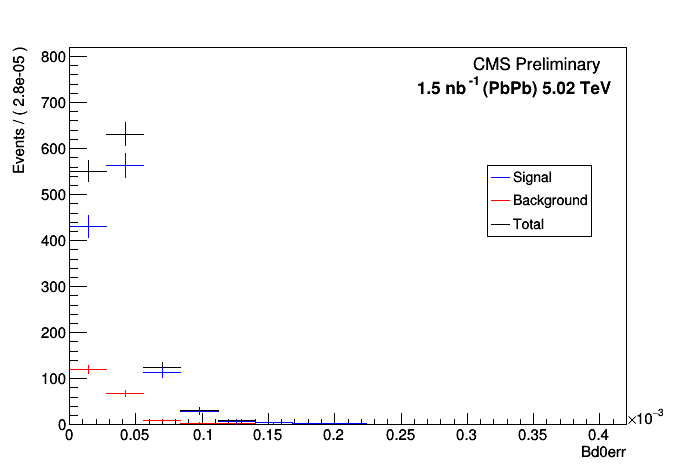 CMS Preliminary
1.5 nb-1 (PbPb) 5.02 TeV
Events / ( 2.8e-05 )
800
700
600
500
400
300
200
100
0
Signal
Background
Total
0 0.05 0.1 0.15 0.2 0.25 0.3 0.35 0.4
×10−3
Bd0err